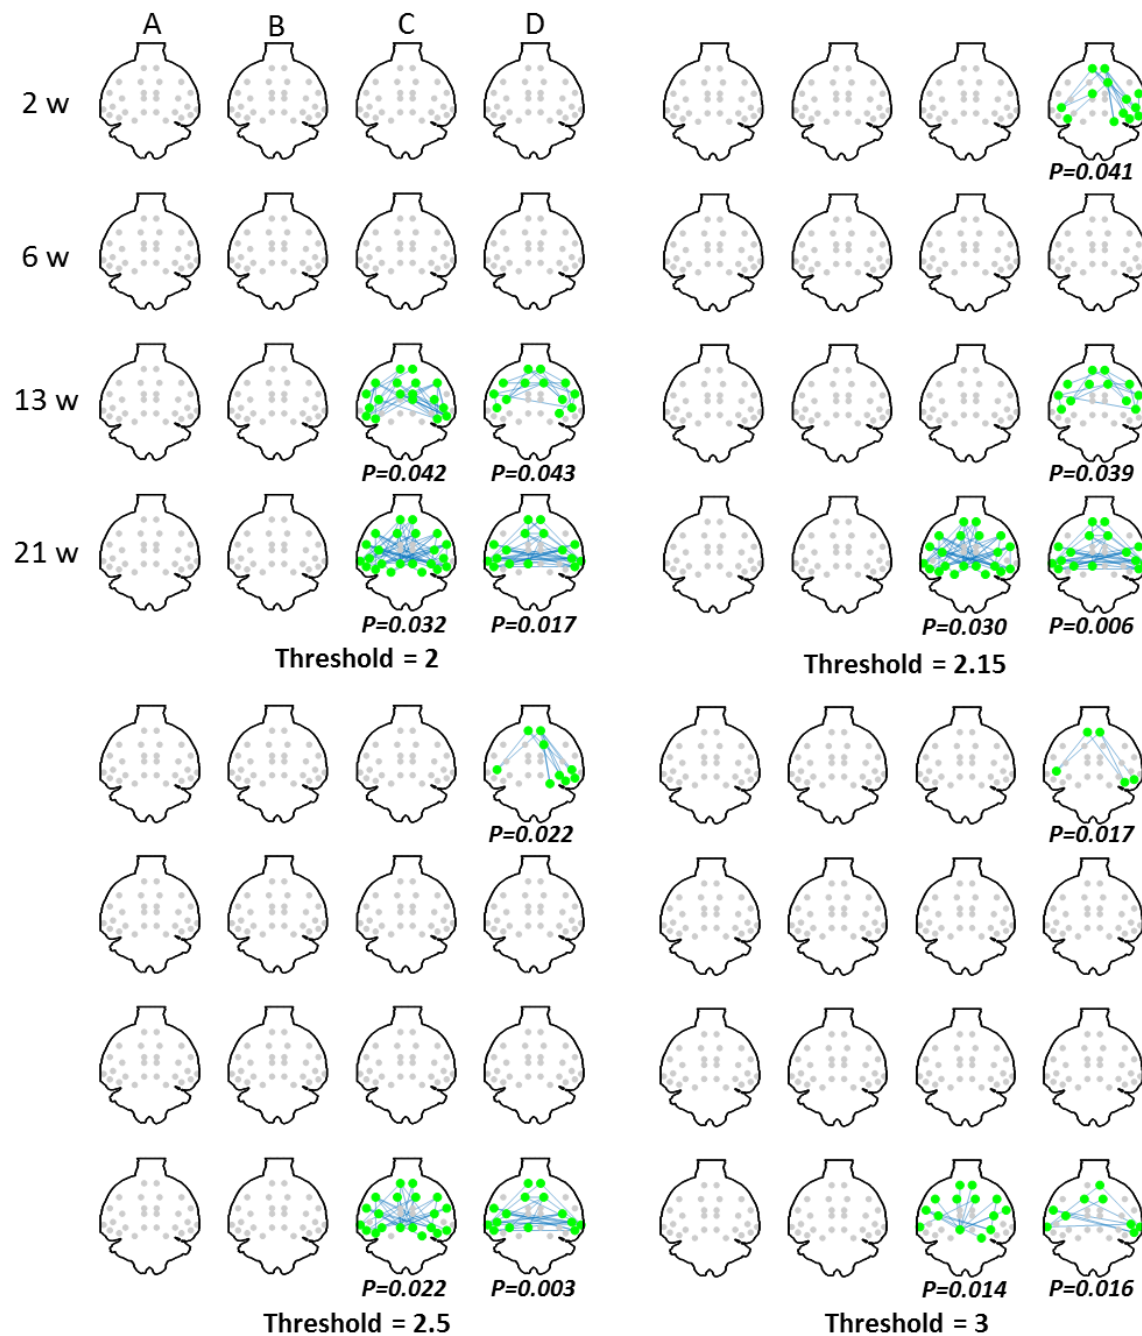 A B C D
2 w
P=0.041
6 w
13 w
P=0.042 P=0.043 P=0.039
21 w
P=0.032 P=0.017 P=0.030 P=0.006
Threshold = 2 Threshold = 2.15
P=0.022 P=0.017
P=0.022 P=0.003 P=0.014 P=0.016
Threshold = 2.5 Threshold = 3